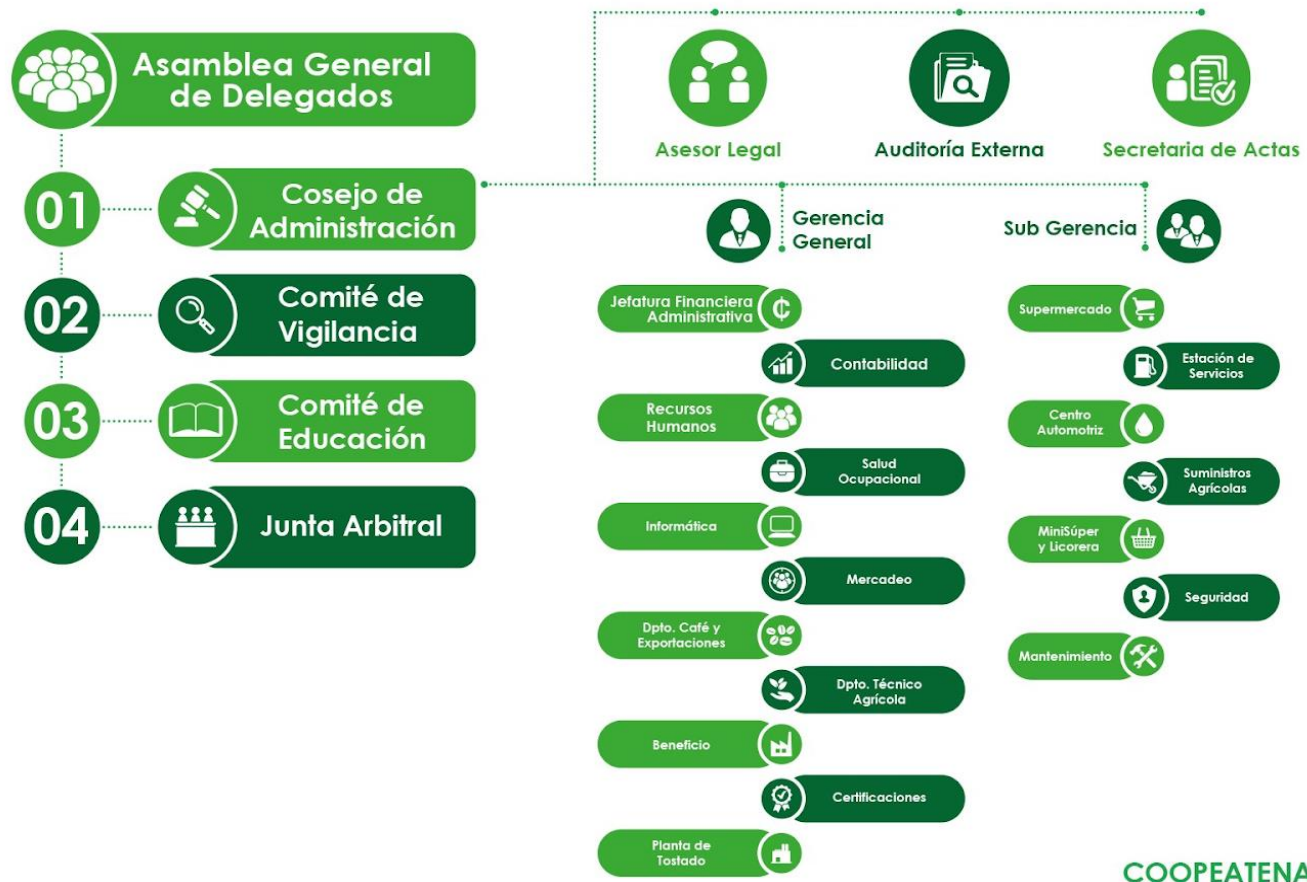 Asamblea General
de Delegados
01
Cosejo de
Administración
02
Comité de
Vigilancia
03
Comité de
Educación
04
Junta Arbitral
Asesor Legal
Auditoría Externa
Secretaria de Actas
Gerencia
General
Sub Gerencia
Jefatura Financiera
Administrativa
₵
Contabilidad
Recursos
Humanos
Salud
Ocupacional
Informática
Mercadeo
Dpto. Café y
Exportaciones
Dpto. Técnico
Agrícola
Beneficio
Certificaciones
Planta de
Tostado
Supermercado
Estación de
Servicios
Centro
Automotriz
Suministros
Agrícolas
MiniSúper
y Licorera
Seguridad
Mantenimiento
COOPEATENA